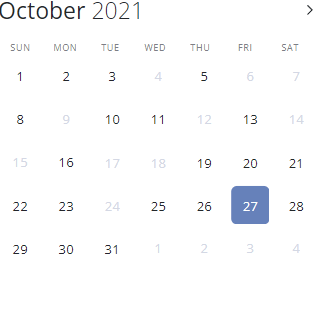 October 2021
SUN MON TUE WED THU FRI SAT
1 2 3 4 5 6 7
8 9 10 11 12 13 14
15 16 17 18 19 20 21
22 23 24 25 26 27 28
29 30 31 1 2 3 4